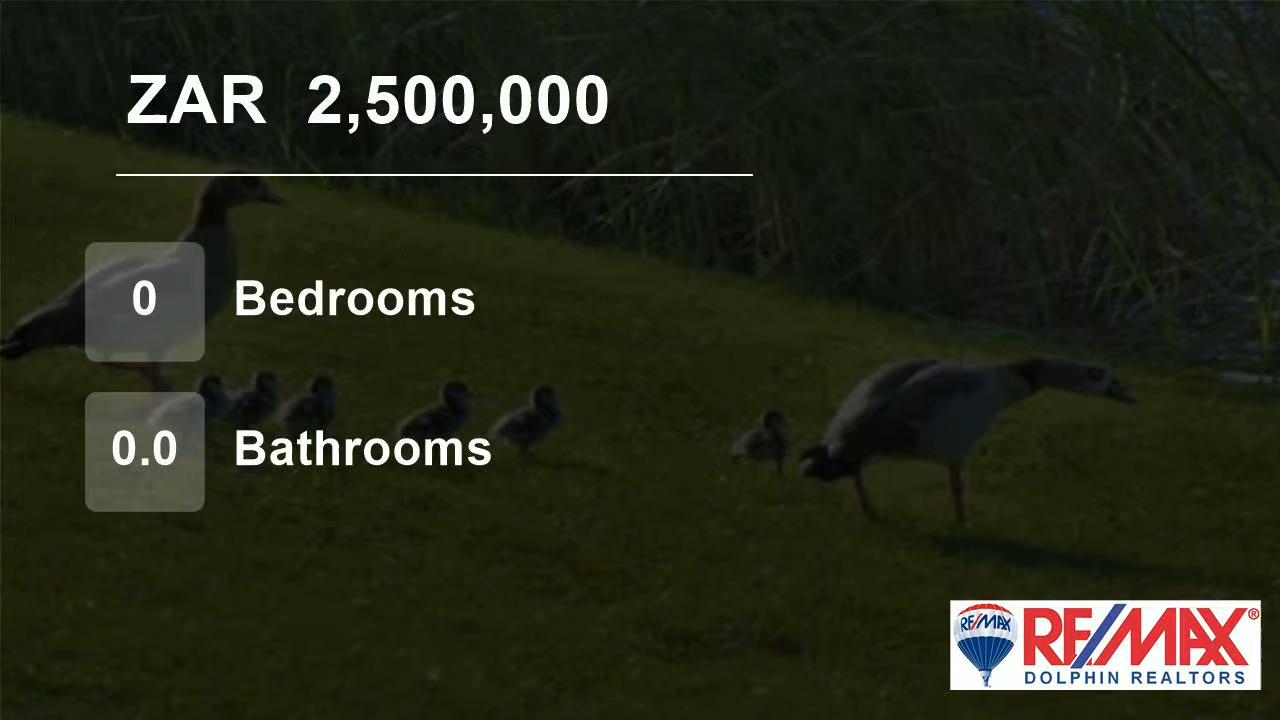 ZAR 2,500,000
0 Bedrooms
0.0 Bathrooms
RE/MAX RE/MAX®
DOLPHIN REALTORS